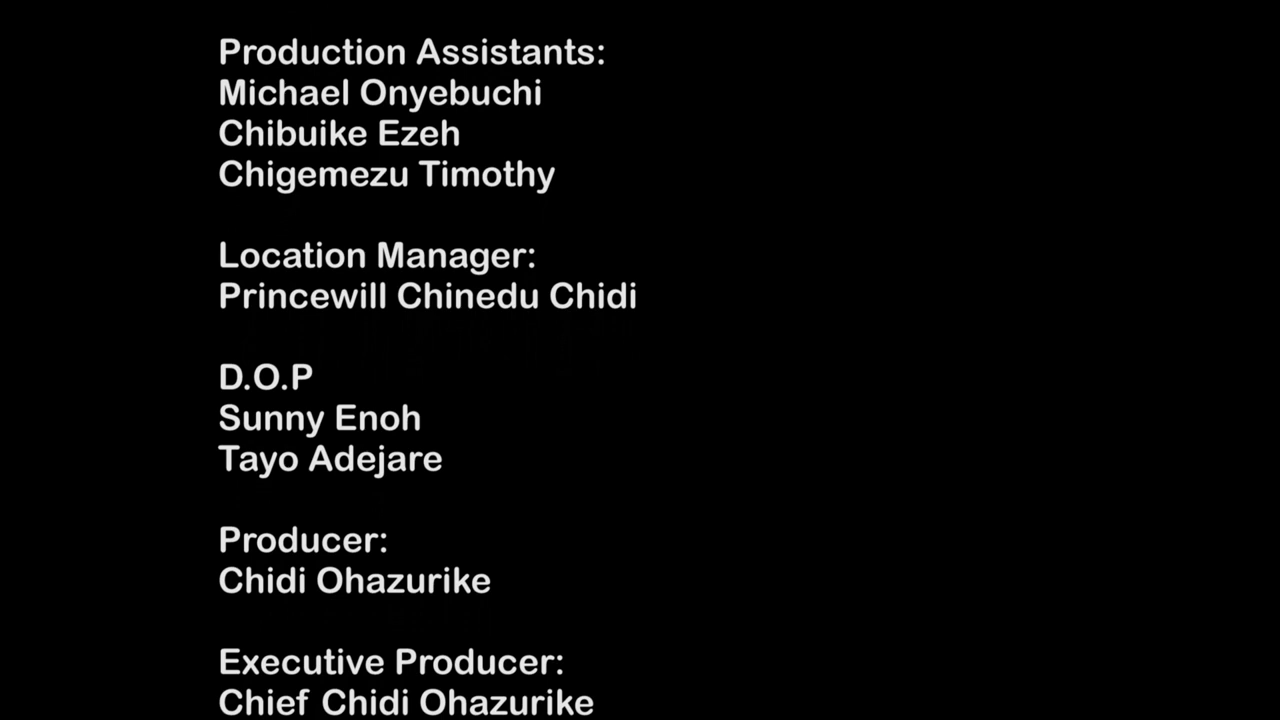 Production Assistants:
Michael Onyebuchi
Chibuike Ezeh
Chigemezu Timothy
Location Manager:
Princewill Chinedu Chidi
D.O.P
Sunny Enoh
Tayo Adejare
Producer:
Chidi Ohazurike
Executive Producer:
Chief Chidi Ohazurike